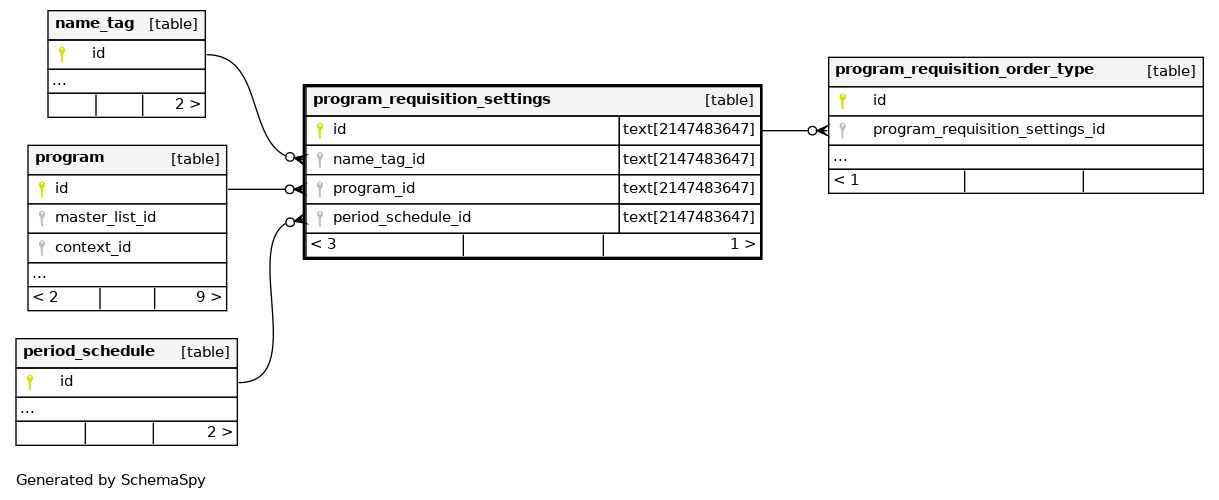 name_tag [table]
id
...
2 >
program [table]
id
master_list_id
context_id
...
< 2 9 >
period_schedule [table]
id
...
2 >
program_requisition_settings [table]
id text[2147483647]
name_tag_id text[2147483647]
program_id text[2147483647]
period_schedule_id text[2147483647]
< 3 1 >
program_requisition_order_type [table]
id
program_requisition_settings_id
...
< 1
Generated by SchemaSpy